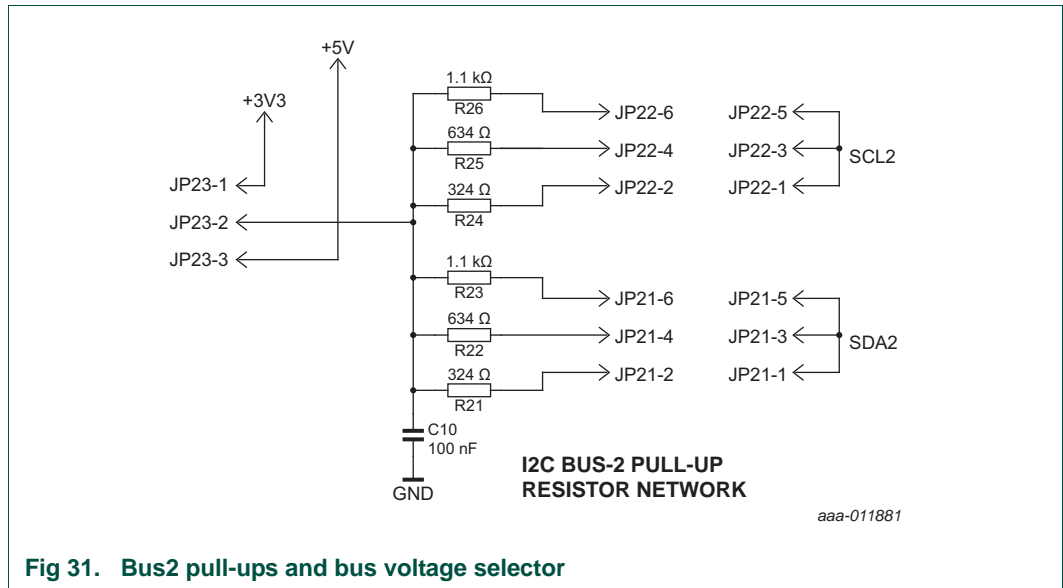 +5V
+3V3
1.1 kΩ
R26
JP22-6
JP22-5
634 Ω
R25
JP22-4
JP22-3
SCL2
324 Ω
R24
JP22-2
JP22-1
JP23-1
JP23-2
JP23-3
1.1 kΩ
R23
JP21-6
JP21-5
634 Ω
R22
JP21-4
JP21-3
SDA2
324 Ω
R21
JP21-2
JP21-1
C10
100 nF
GND
I2C BUS-2 PULL-UP
RESISTOR NETWORK
aaa-011881
Fig 31. Bus2 pull-ups and bus voltage selector